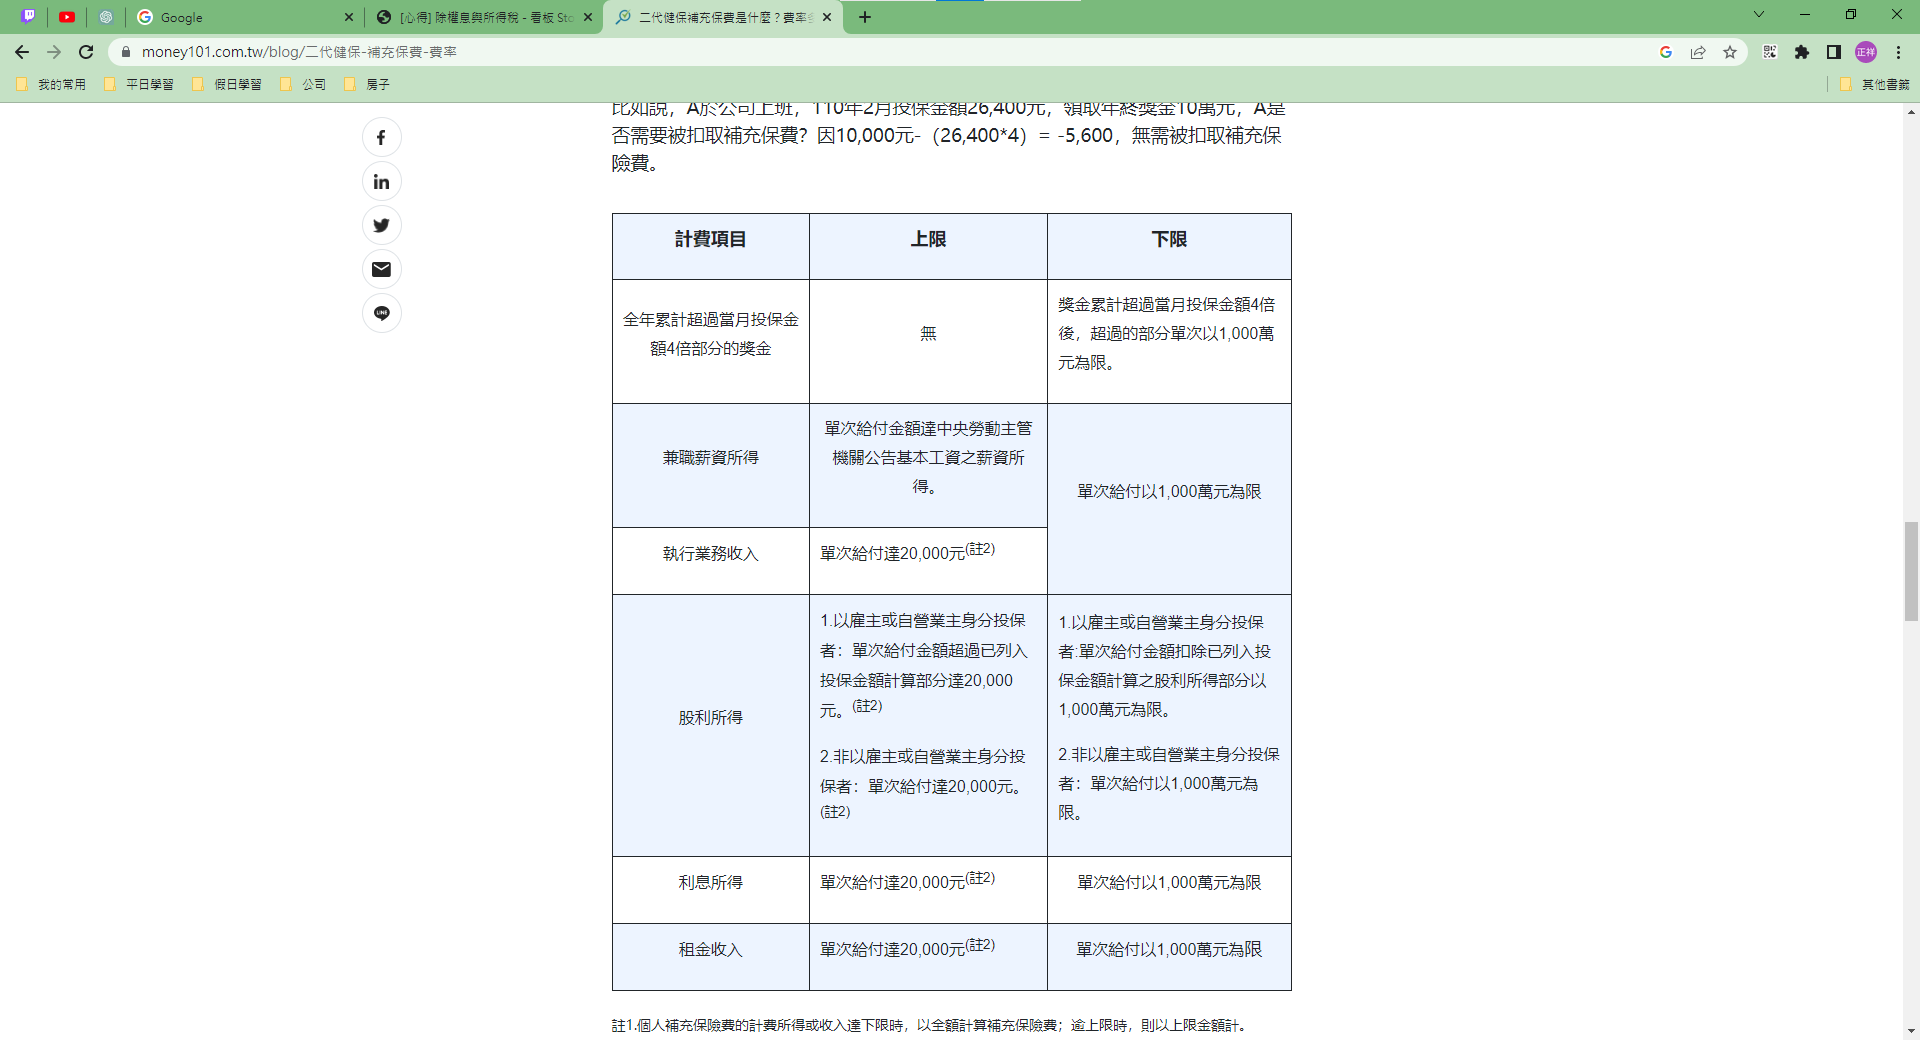 Google
[心得] 除權息與所得稅 - 看板 Sto
二代健保補充保費是什麼？費率
money101.com.tw/blog/二代健保-補充保費-費率
正祥
我的常用
平日學習
假日學習
公司
房子
其他書籤
比如說，A於公司上班，110年2月投保金額26,400元，領取年終獎金10萬元，A是
否需要被扣取補充保費？因10,000元-（26,400*4）= -5,600，無需被扣取補充保
險費。
計費項目
上限
下限
全年累計超過當月投保金
額4倍部分的獎金
無
獎金累計超過當月投保金額4倍
後，超過的部分單次以1,000萬
元為限。
兼職薪資所得
單次給付金額達中央勞動主管
機關公告基本工資之薪資所
得。
單次給付以1,000萬元為限
執行業務收入
單次給付達20,000元(註2)
股利所得
1.以雇主或自營業主身分投保
者：單次給付金額超過已列入
投保金額計算部分達20,000
元。(註2)
2.非以雇主或自營業主身分投
保者：單次給付達20,000元。
(註2)
1.以雇主或自營業主身分投保
者:單次給付金額扣除已列入投
保金額計算之股利所得部分以
1,000萬元為限。
2.非以雇主或自營業主身分投保
者：單次給付以1,000萬元為
限。
利息所得
單次給付達20,000元(註2)
單次給付以1,000萬元為限
租金收入
單次給付達20,000元(註2)
單次給付以1,000萬元為限
註1.個人補充保險費的計費所得或收入達下限時，以全額計算補充保險費；逾上限時，則以上限金額計。
LINE